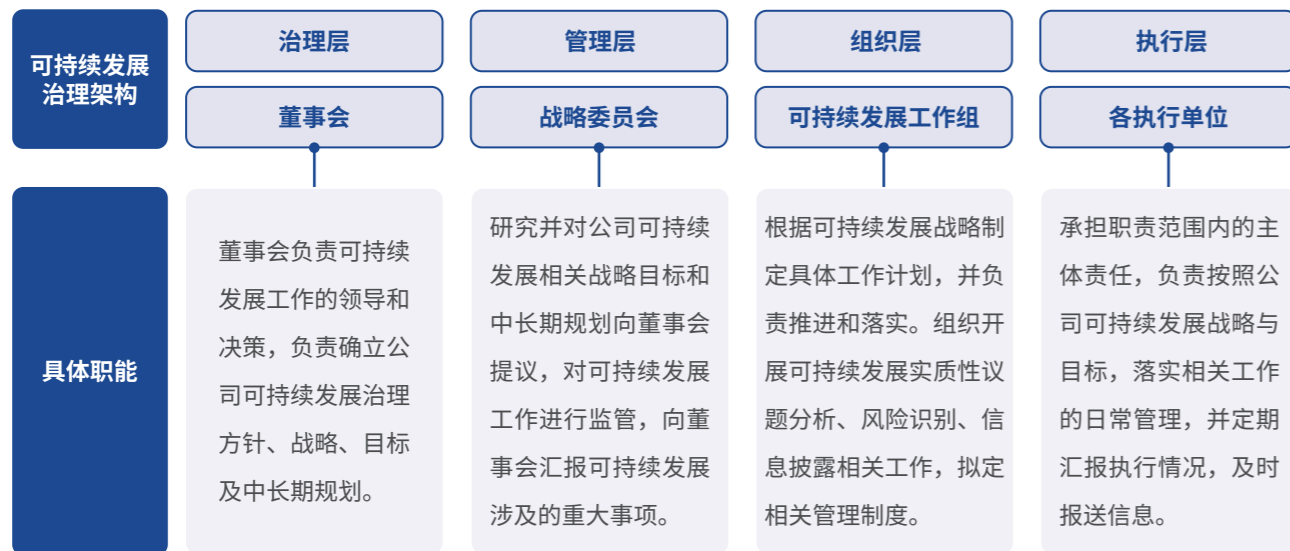 可持续发展
治理架构
治理层
管理层
组织层
执行层
董事会
战略委员会
可持续发展工作组
各执行单位
具体职能
董事会负责可持续
发展工作的领导和
决策，负责确立公
司可持续发展治理
方针、战略、目标
及中长期规划。
研究并对公司可持续
发展相关战略目标和
中长期规划向董事会
提议，对可持续发展
工作进行监管，向董
事会汇报可持续发展
涉及的重大事项。
根据可持续发展战略制
定具体工作计划，并负
责推进和落实。组织开
展可持续发展实质性议
题分析、风险识别、信
息披露相关工作，拟定
相关管理制度。
承担职责范围内的主
体责任，负责按照公
司可持续发展战略与
目标，落实相关工作
的日常管理，并定期
汇报执行情况，及时
报送信息。